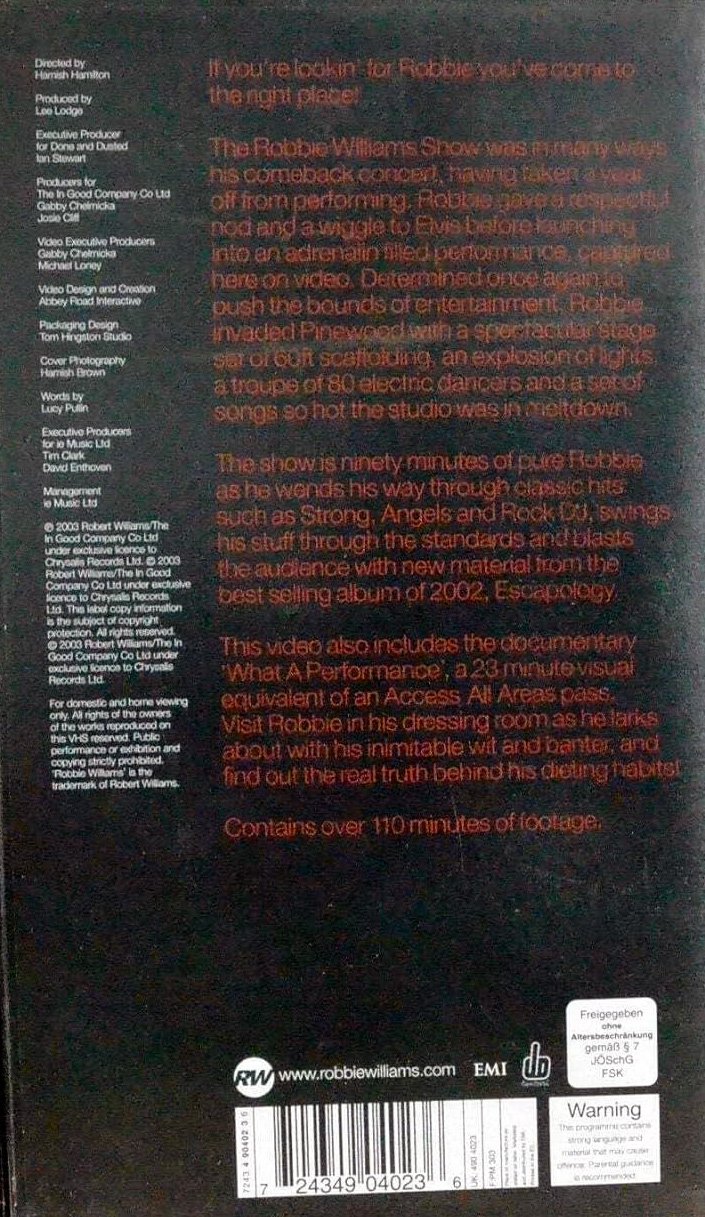 Directed by
Hamish Hamilton
Produced by
Lee Lodge
Executive Producer
for Done and Dusted
Ian Stewart
Producers for
The In Good Company Co Ltd
Gabby Chelmicka
Josie Cliff
Video Executive Producers
Gabby Chelmicka
Michael Loney
Video Design and Creation
Abbey Road Interactive
Packaging Design
Tom Hingston Studio
Cover Photography
Hamish Brown
Words by
Lucy Pullin
Executive Producers
for ie Music Ltd
Tim Clark
David Enthoven
Management
ie Music Ltd
℗ 2003 Robert Williams/The
In Good Company Co Ltd
under exclusive licence to
Chrysalis Records Ltd. © 2003
Robert Williams/The In Good
Company Co Ltd under exclusive
licence to Chrysalis Records
Ltd. This label copy information
is the subject of copyright
protection. All rights reserved.
© 2003 Robert Williams/The In
Good Company Co Ltd under
exclusive licence to Chrysalis
Records Ltd.
For domestic and home viewing
only. All rights of the owners
of the works reproduced on
this VHS reserved. Public
performance or exhibition and
copying strictly prohibited.
'Robbie Williams' is the
trademark of Robert Williams.
If you're lookin' for Robbie you've come to
the right place!
The Robbie Williams Show was in many ways
his comeback concert, having taken a year
off from performing. Robbie gave a respectful
nod and a wiggle to Elvis before launching
into an adrenalin filled performance, captured
here on video. Determined once again to
push the bounds of entertainment, Robbie
invaded Pinewood with a spectacular stage
set of 60ft scaffolding, an explosion of lights,
a troupe of 80 electric dancers and a set of
songs so hot the studio was in meltdown.
The show is ninety minutes of pure Robbie
as he wends his way through classic hits
such as Strong, Angels and Rock DJ, swings
his stuff through the standards and blasts
the audience with new material from the
best selling album of 2002, Escapology.
This video also includes the documentary
'What A Performance', a 23 minute visual
equivalent of an Access All Areas pass.
Visit Robbie in his dressing room as he larks
about with his inimitable wit and banter, and
find out the real truth behind his dieting habits!
Contains over 110 minutes of footage.
RW www.robbiewilliams.com EMI
Freigegeben
ohne
Altersbeschränkung
gemäß § 7
JÖSchG
FSK
7243 4 90402 3 6
7 24349 04023 6
UK: 490 4023
F: PM 303
Warning
This programme contains
strong language and
material that may cause
offence. Parental guidance
is recommended